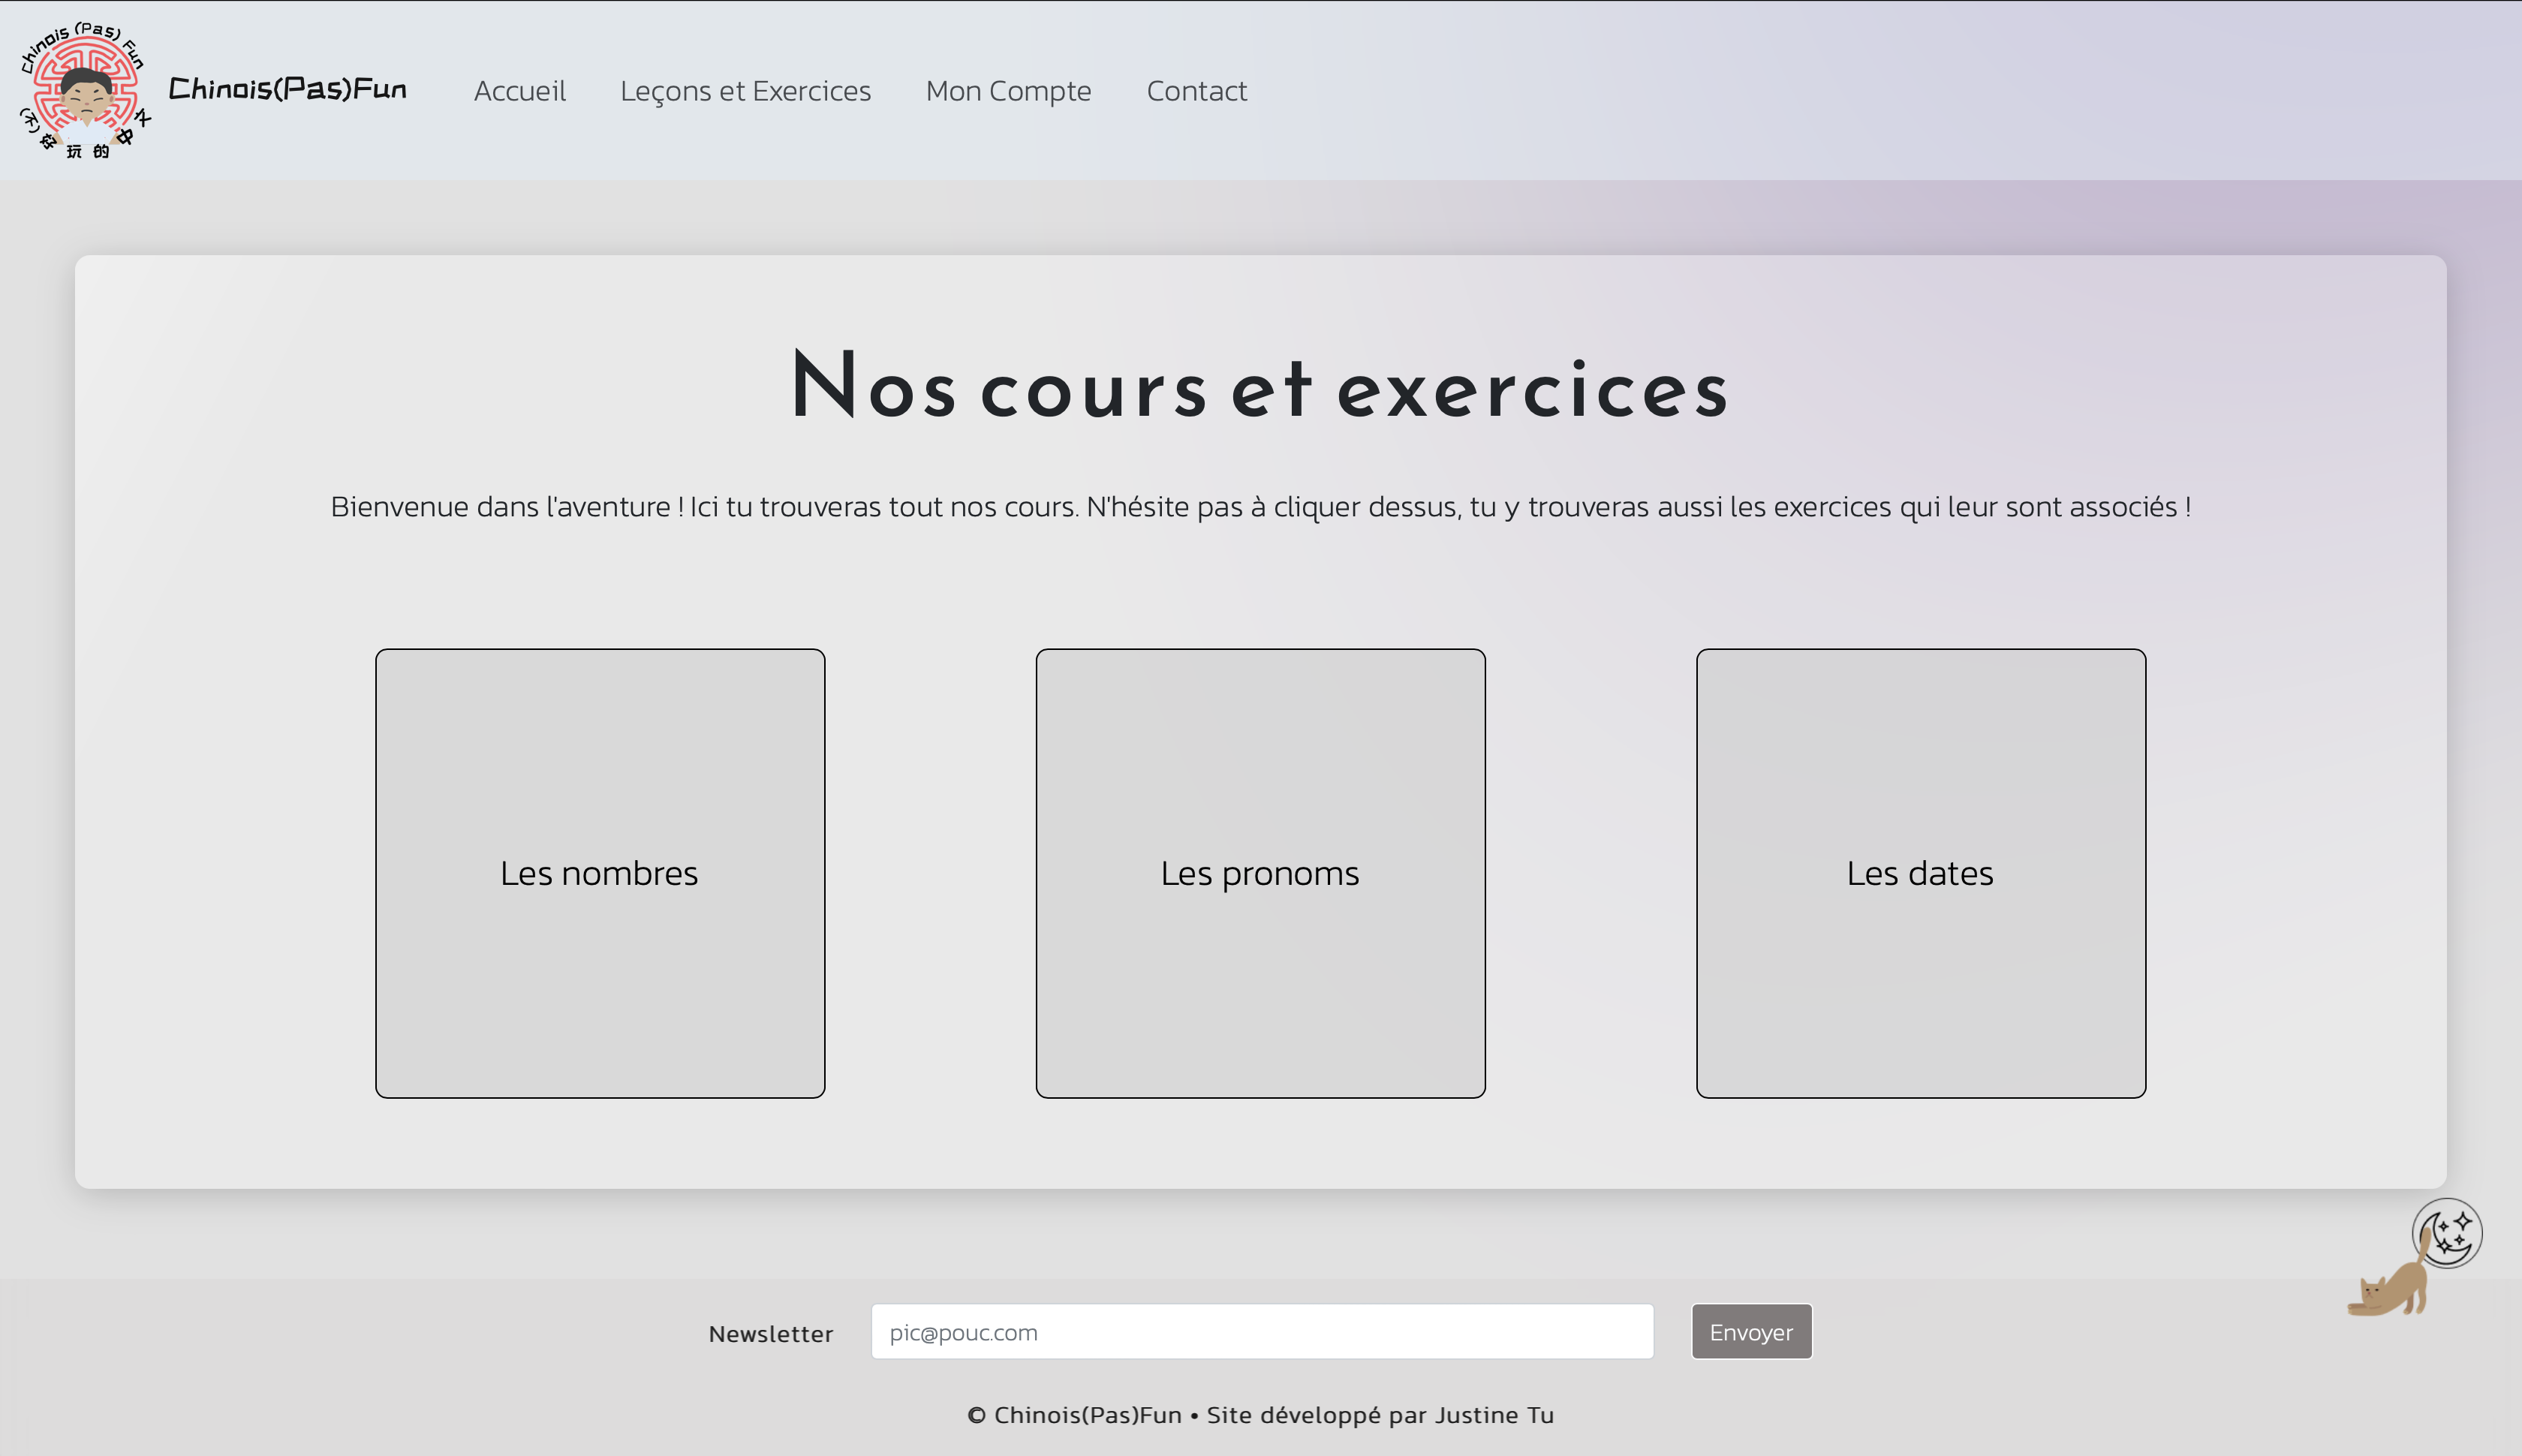 Chinois (Pas) Fun
(不) 好 玩 的 中 文
Chinois(Pas)Fun
Accueil
Leçons et Exercices
Mon Compte
Contact
Nos cours et exercices
Bienvenue dans l'aventure ! Ici tu trouveras tout nos cours. N'hésite pas à cliquer dessus, tu y trouveras aussi les exercices qui leur sont associés !
Les nombres
Les pronoms
Les dates
Newsletter
pic@pouc.com
Envoyer
© Chinois(Pas)Fun • Site développé par Justine Tu